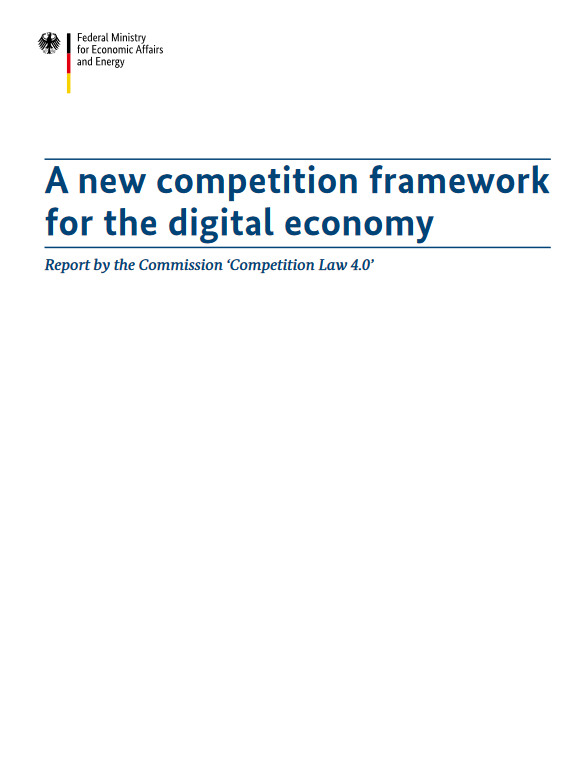 Federal Ministry
for Economic Affairs
and Energy
A new competition framework
for the digital economy
Report by the Commission ‘Competition Law 4.0’